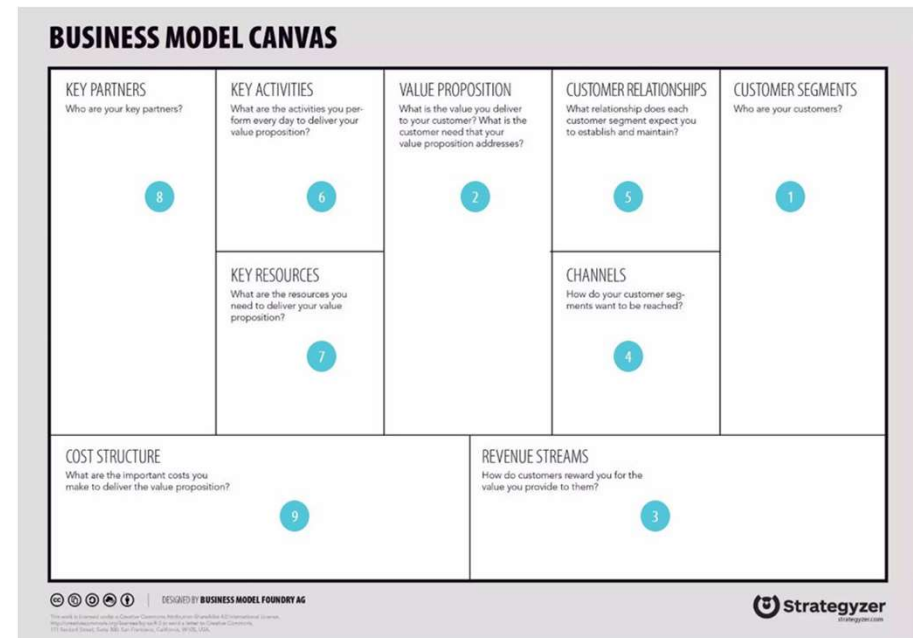 BUSINESS MODEL CANVAS
KEY PARTNERS
Who are your key partners?
8
KEY ACTIVITIES
What are the activities you per-
form every day to deliver your
value proposition?
6
KEY RESOURCES
What are the resources you
need to deliver your value
proposition?
7
VALUE PROPOSITION
What is the value you deliver
to your customer? What is the
customer need that your
value proposition addresses?
2
CUSTOMER RELATIONSHIPS
What relationship does each
customer segment expect you
to establish and maintain?
5
CHANNELS
How do your customer seg-
ments want to be reached?
4
CUSTOMER SEGMENTS
Who are your customers?
1
COST STRUCTURE
What are the important costs you
make to deliver the value proposition?
9
REVENUE STREAMS
How do customers reward you for the
value you provide to them?
3
DESIGNED BY BUSINESS MODEL FOUNDRY AG
Strategyzer
strategyzer.com